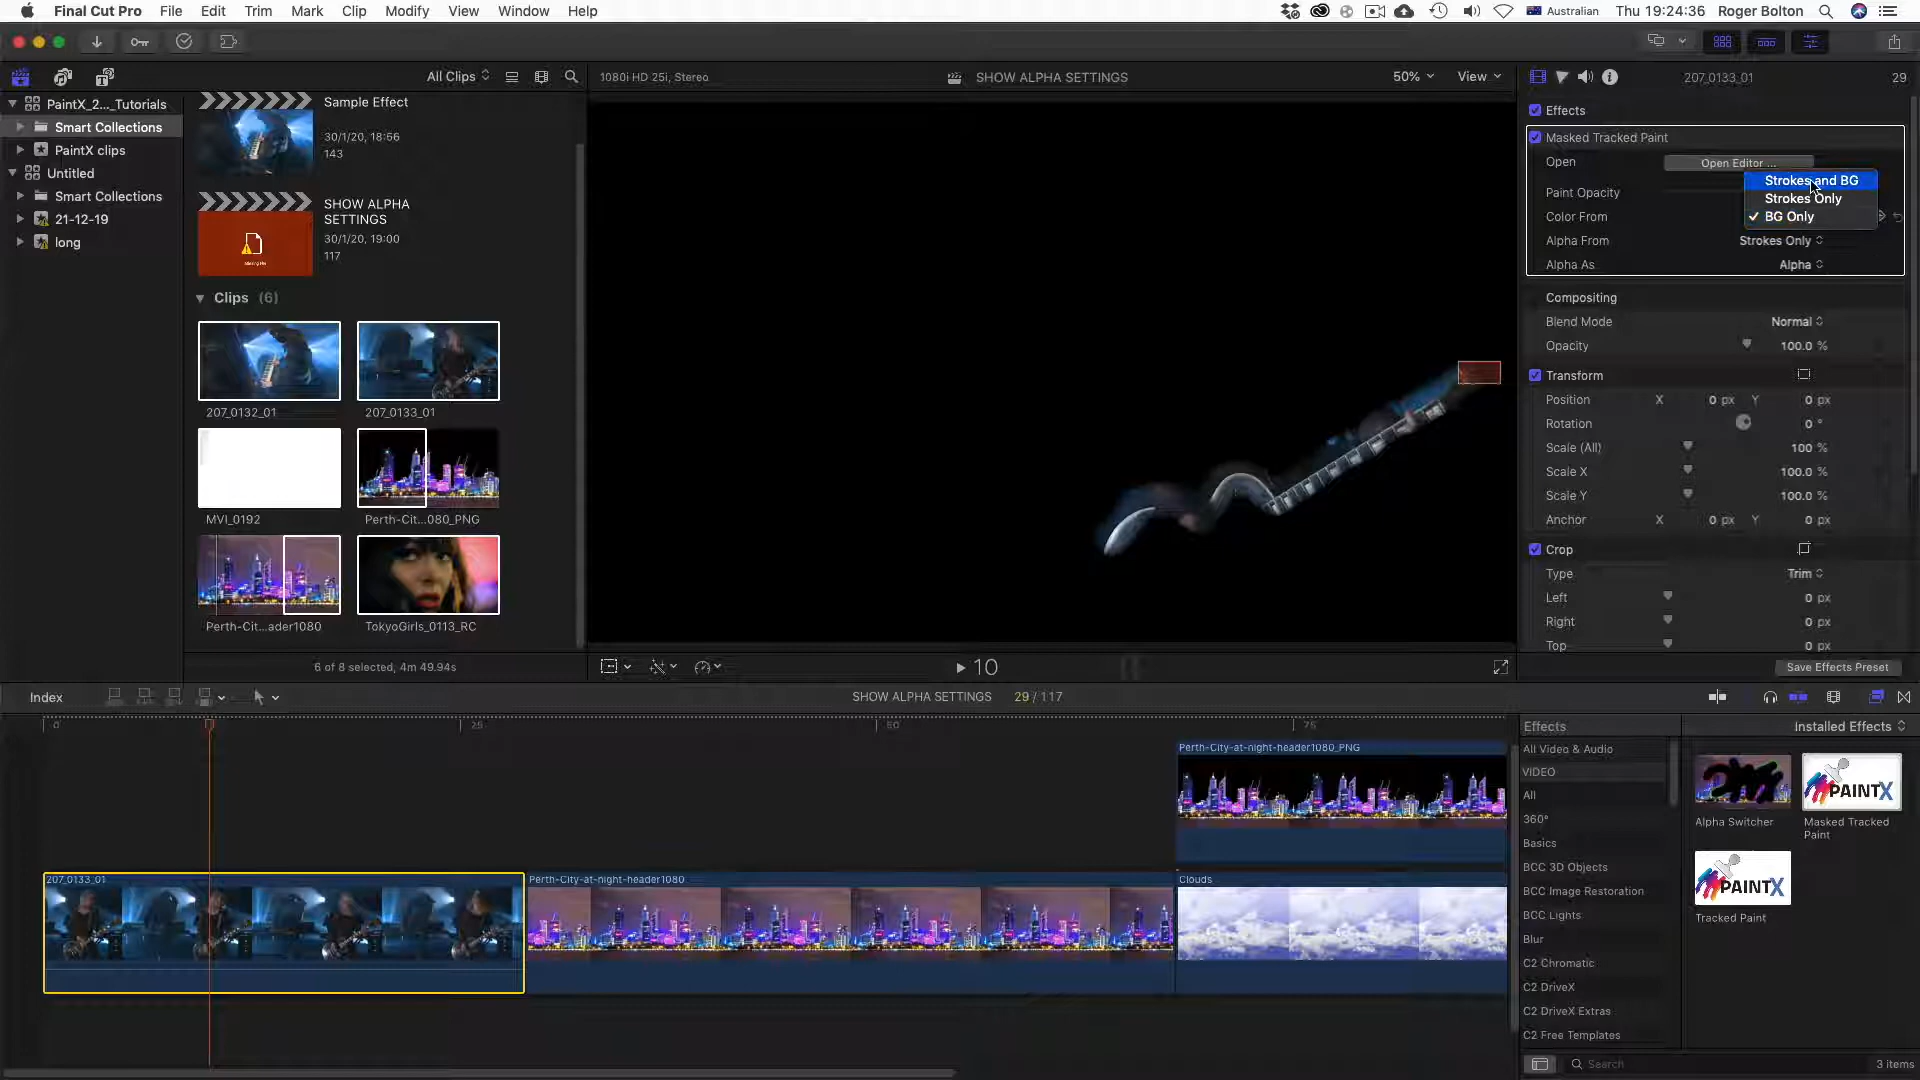 Final Cut Pro File Edit Trim Mark Clip Modify View Window Help Australian Thu 19:24:36 Roger Bolton
All Clips 1080i HD 25i, Stereo SHOW ALPHA SETTINGS 50% View 207_0133_01 29
PaintX_2..._Tutorials
Smart Collections
PaintX clips
Untitled
Smart Collections
21-12-19
long
Sample Effect
30/1/20, 18:56
143
SHOW ALPHA
SETTINGS
30/1/20, 19:00
117
Clips (6)
207_0132_01 207_0133_01
MVI_0192 Perth-Cit...080_PNG
Perth-Cit...ader1080 TokyoGirls_0113_RC
6 of 8 selected, 4m 49.94s
10
Effects
Masked Tracked Paint
Open Open Editor ...
Paint Opacity
Color From
Strokes and BG
Strokes Only
✓ BG Only
Alpha From Strokes Only
Alpha As Alpha
Compositing
Blend Mode Normal
Opacity 100.0 %
Transform
Position X 0 px Y 0 px
Rotation 0 °
Scale (All) 100 %
Scale X 100.0 %
Scale Y 100.0 %
Anchor X 0 px Y 0 px
Crop
Type Trim
Left 0 px
Right 0 px
Top 0 px
Save Effects Preset
Index SHOW ALPHA SETTINGS 29 / 117
0 25 50 75
Perth-City-at-night-header1080_PNG
207_0133_01 Perth-City-at-night-header1080 Clouds
Effects Installed Effects
All Video & Audio
VIDEO
All
360°
Basics
BCC 3D Objects
BCC Image Restoration
BCC Lights
Blur
C2 Chromatic
C2 DriveX
C2 DriveX Extras
C2 Free Templates
PAINTX
Alpha Switcher Masked Tracked
Paint
PAINTX
Tracked Paint
Search 3 items